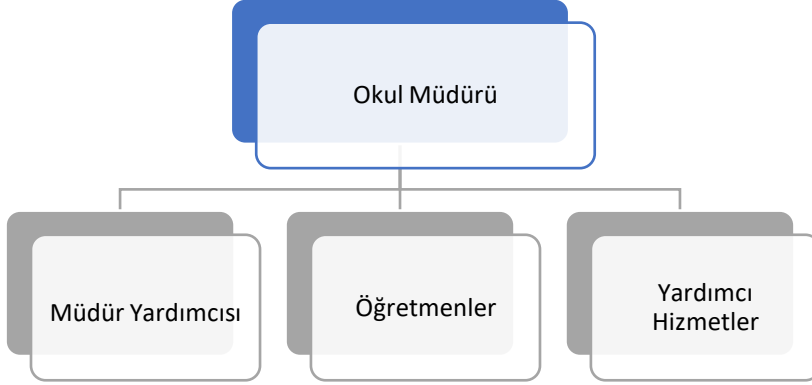 Okul Müdürü
Müdür Yardımcısı
Öğretmenler
Yardımcı
Hizmetler